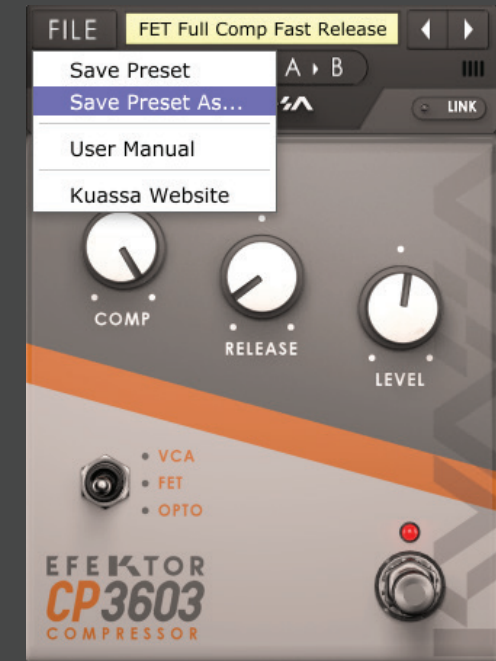 FILE
FET Full Comp Fast Release
Save Preset
Save Preset As...
User Manual
Kuassa Website
A ▸ B
LINK
COMP
RELEASE
LEVEL
VCA
FET
OPTO
EFEKTOR
CP3603
COMPRESSOR